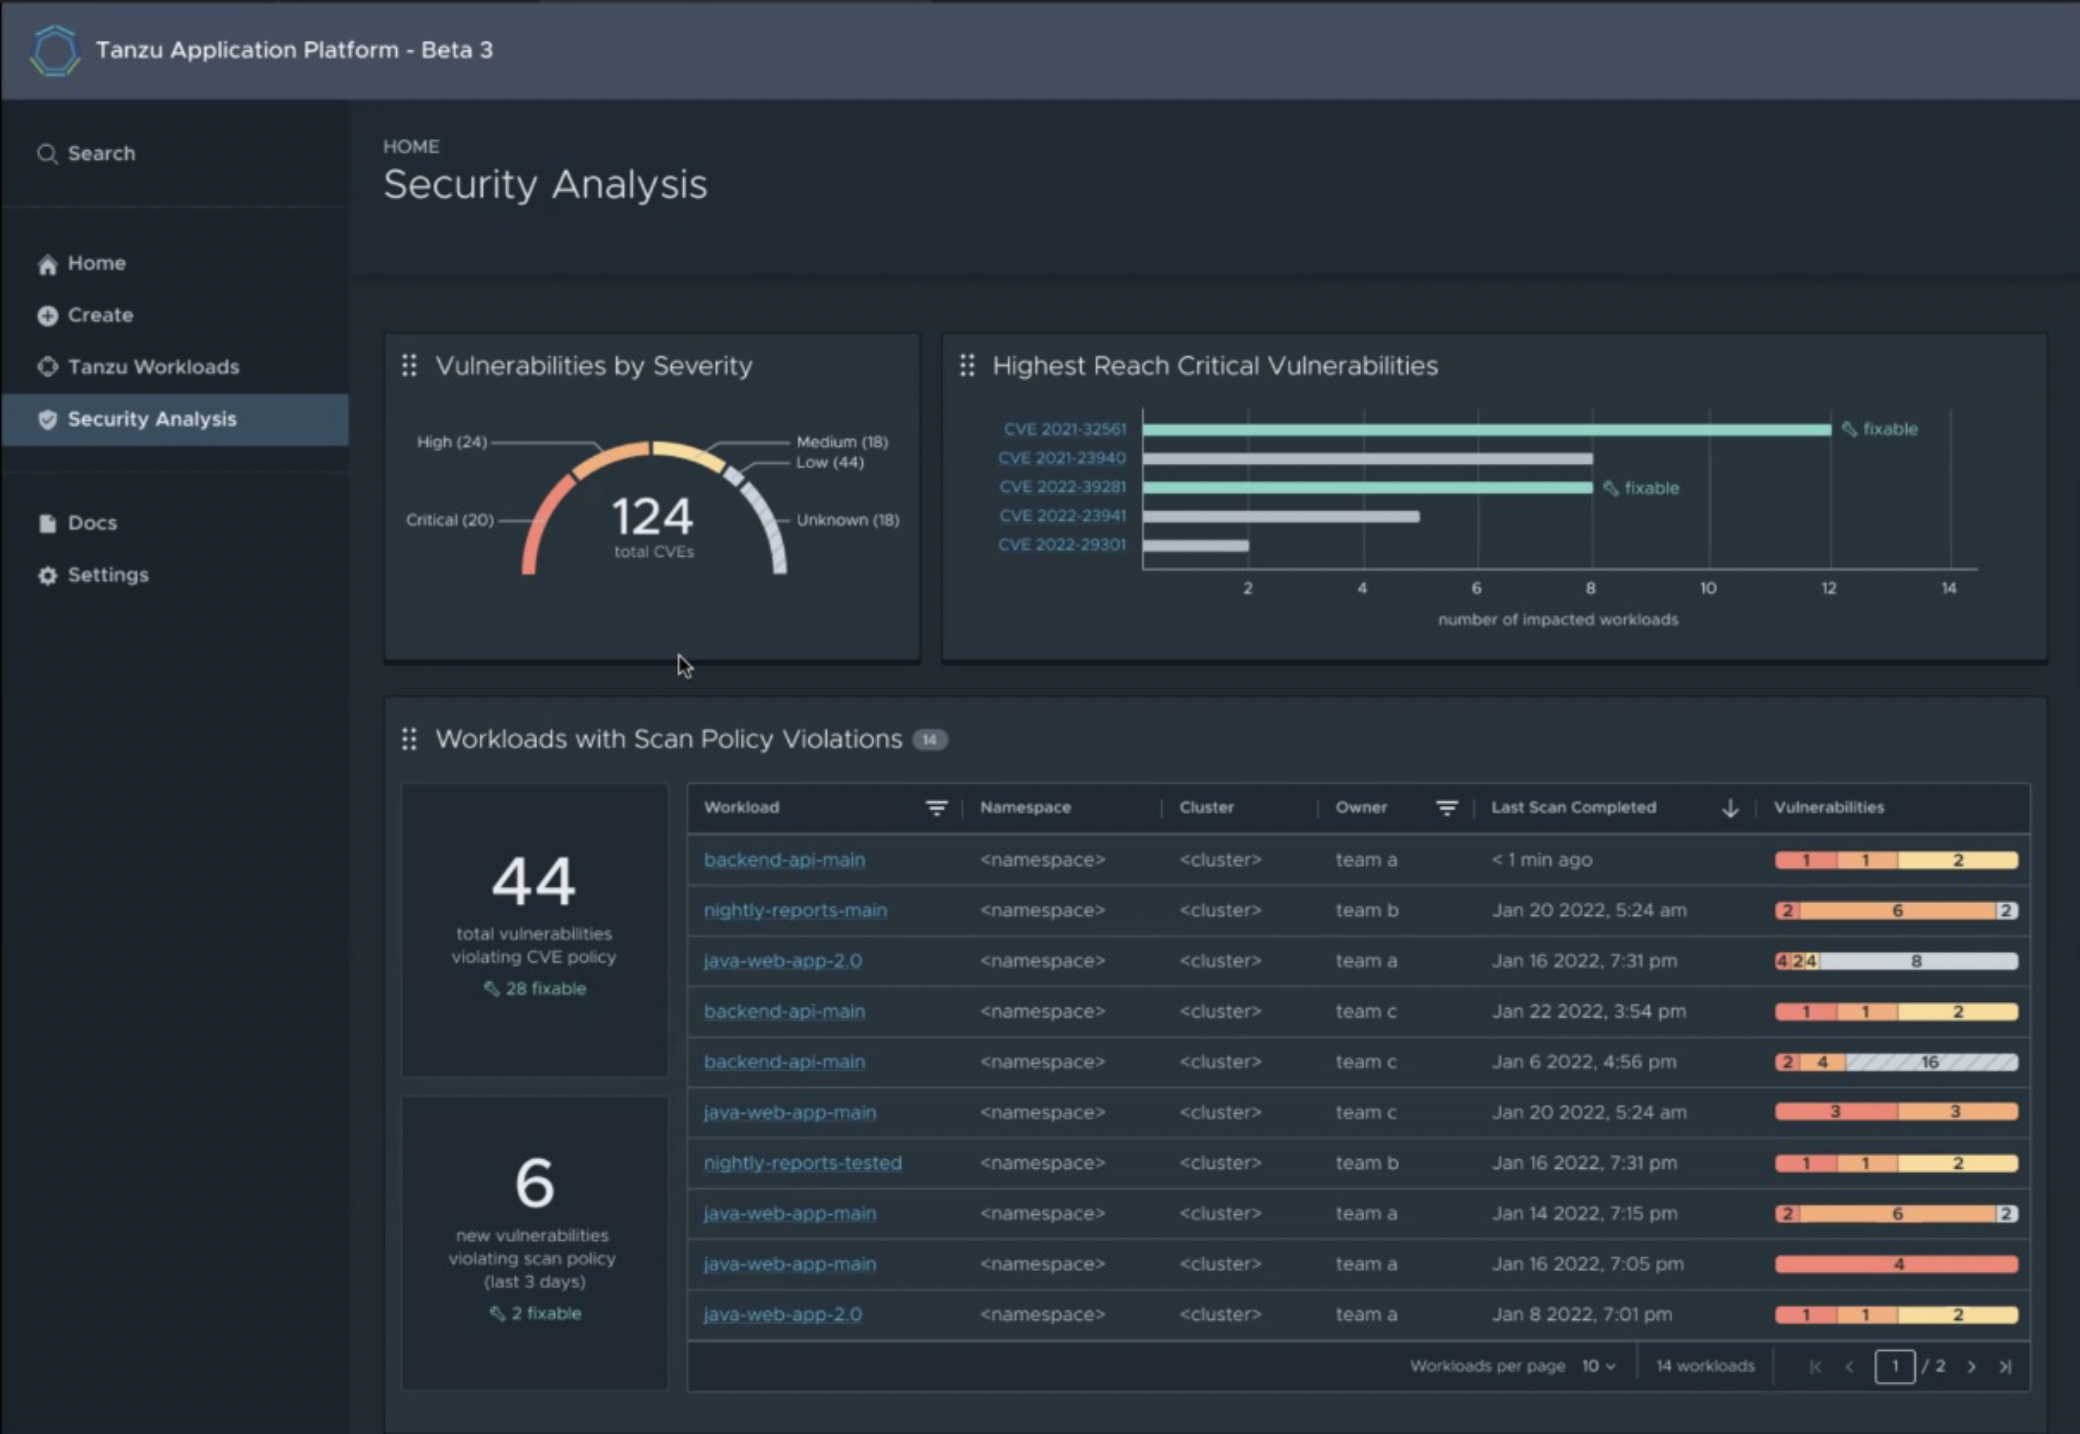 Tanzu Application Platform - Beta 3
Search
Home
Create
Tanzu Workloads
Security Analysis
Docs
Settings
HOME
Security Analysis
Vulnerabilities by Severity
High (24)
Medium (18)
Low (44)
Critical (20)
Unknown (18)
124
total CVEs
Highest Reach Critical Vulnerabilities
CVE 2021-32561
fixable
CVE 2021-23940
CVE 2022-39281
fixable
CVE 2022-23941
CVE 2022-29301
2 4 6 8 10 12 14
number of impacted workloads
Workloads with Scan Policy Violations 14
44
total vulnerabilities
violating CVE policy
28 fixable
6
new vulnerabilities
violating scan policy
(last 3 days)
2 fixable
Workload Namespace Cluster Owner Last Scan Completed Vulnerabilities
backend-api-main <namespace> <cluster> team a < 1 min ago 1 1 2
nightly-reports-main <namespace> <cluster> team b Jan 20 2022, 5:24 am 2 6 2
java-web-app-2.0 <namespace> <cluster> team a Jan 16 2022, 7:31 pm 4 2 4 8
backend-api-main <namespace> <cluster> team c Jan 22 2022, 3:54 pm 1 1 2
backend-api-main <namespace> <cluster> team c Jan 6 2022, 4:56 pm 2 4 16
java-web-app-main <namespace> <cluster> team c Jan 20 2022, 5:24 am 3 3
nightly-reports-tested <namespace> <cluster> team b Jan 16 2022, 7:31 pm 1 1 2
java-web-app-main <namespace> <cluster> team a Jan 14 2022, 7:15 pm 2 6 2
java-web-app-main <namespace> <cluster> team a Jan 16 2022, 7:05 pm 4
java-web-app-2.0 <namespace> <cluster> team a Jan 8 2022, 7:01 pm 1 1 2
Workloads per page 10 14 workloads 1 / 2